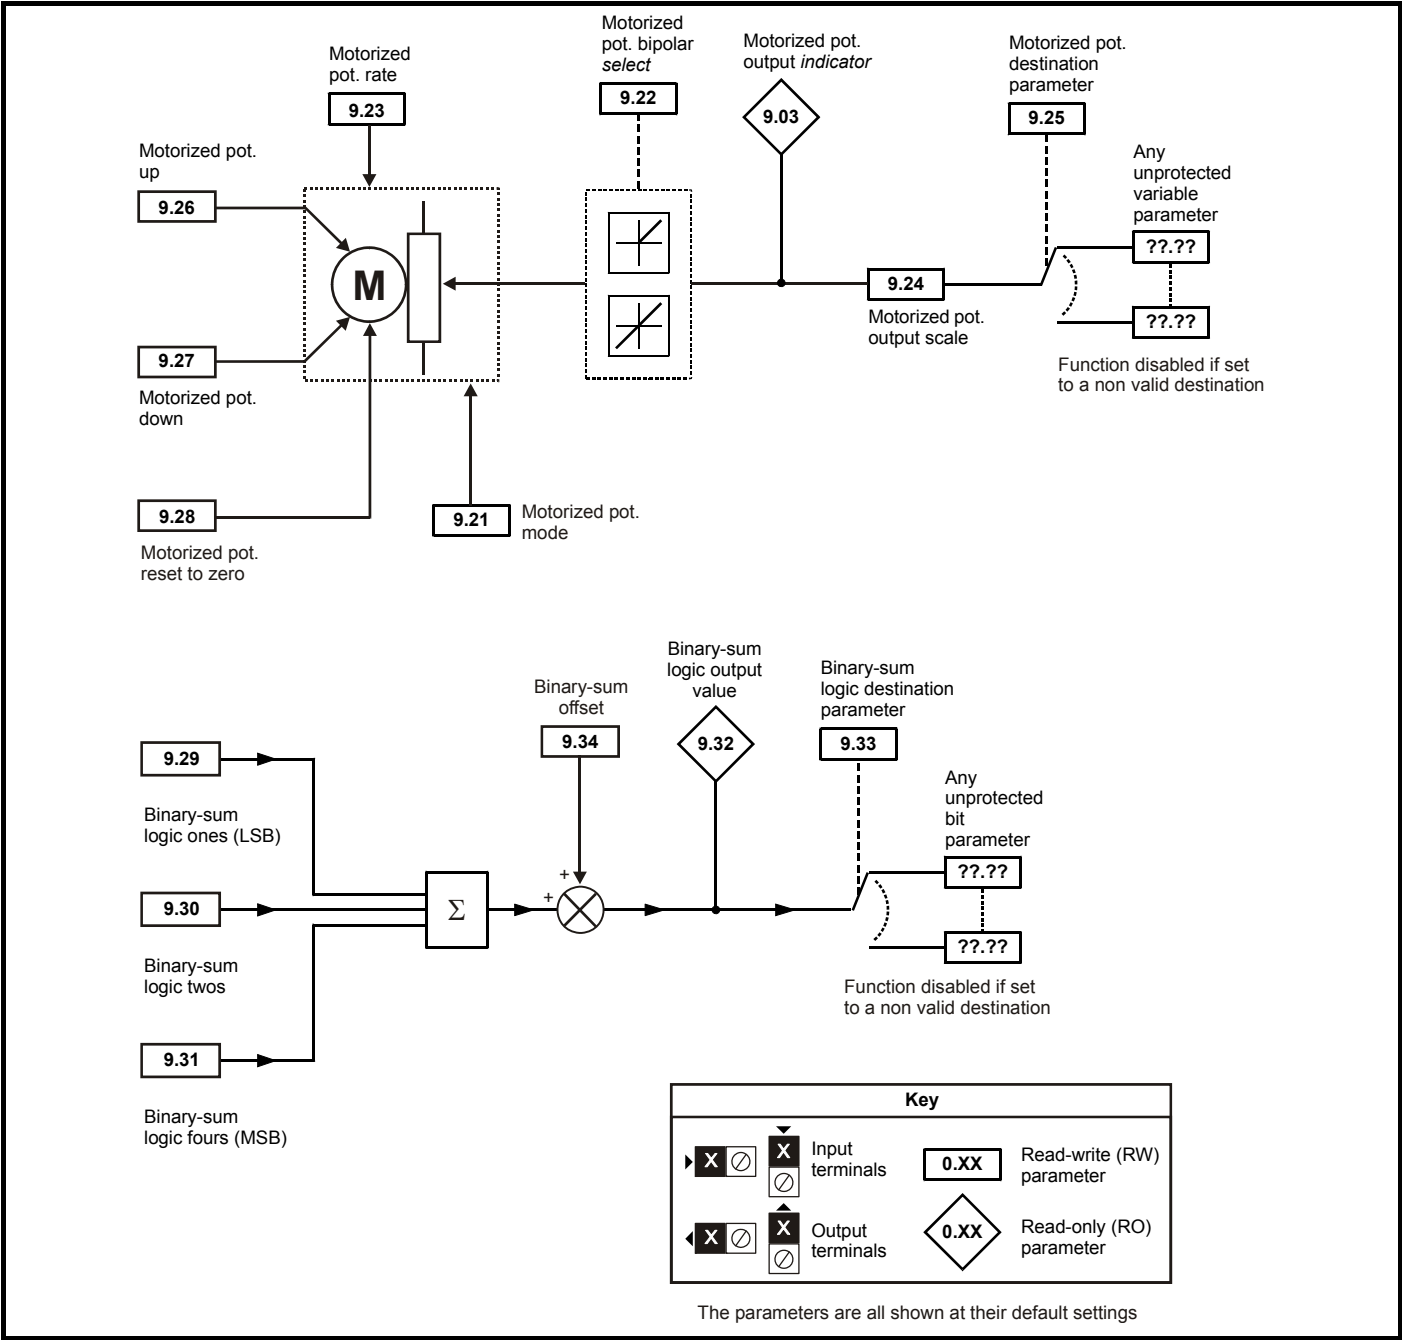 Motorized
pot. rate
9.23
Motorized
pot. bipolar
select
9.22
Motorized pot.
output indicator
9.03
Motorized pot.
destination
parameter
9.25
Any
unprotected
variable
parameter
??.??
??.??
Function disabled if set
to a non valid destination
Motorized pot.
up
9.26
M
9.24
Motorized pot.
output scale
9.27
Motorized pot.
down
9.28
Motorized pot.
reset to zero
9.21
Motorized pot.
mode
Binary-sum
offset
9.34
Binary-sum
logic output
value
9.32
Binary-sum
logic destination
parameter
9.33
Any
unprotected
bit
parameter
??.??
??.??
Function disabled if set
to a non valid destination
9.29
Binary-sum
logic ones (LSB)
9.30
Binary-sum
logic twos
9.31
Binary-sum
logic fours (MSB)
Σ
+
+
Key
X
X
Input
terminals
0.XX
Read-write (RW)
parameter
X
X
Output
terminals
0.XX
Read-only (RO)
parameter
The parameters are all shown at their default settings